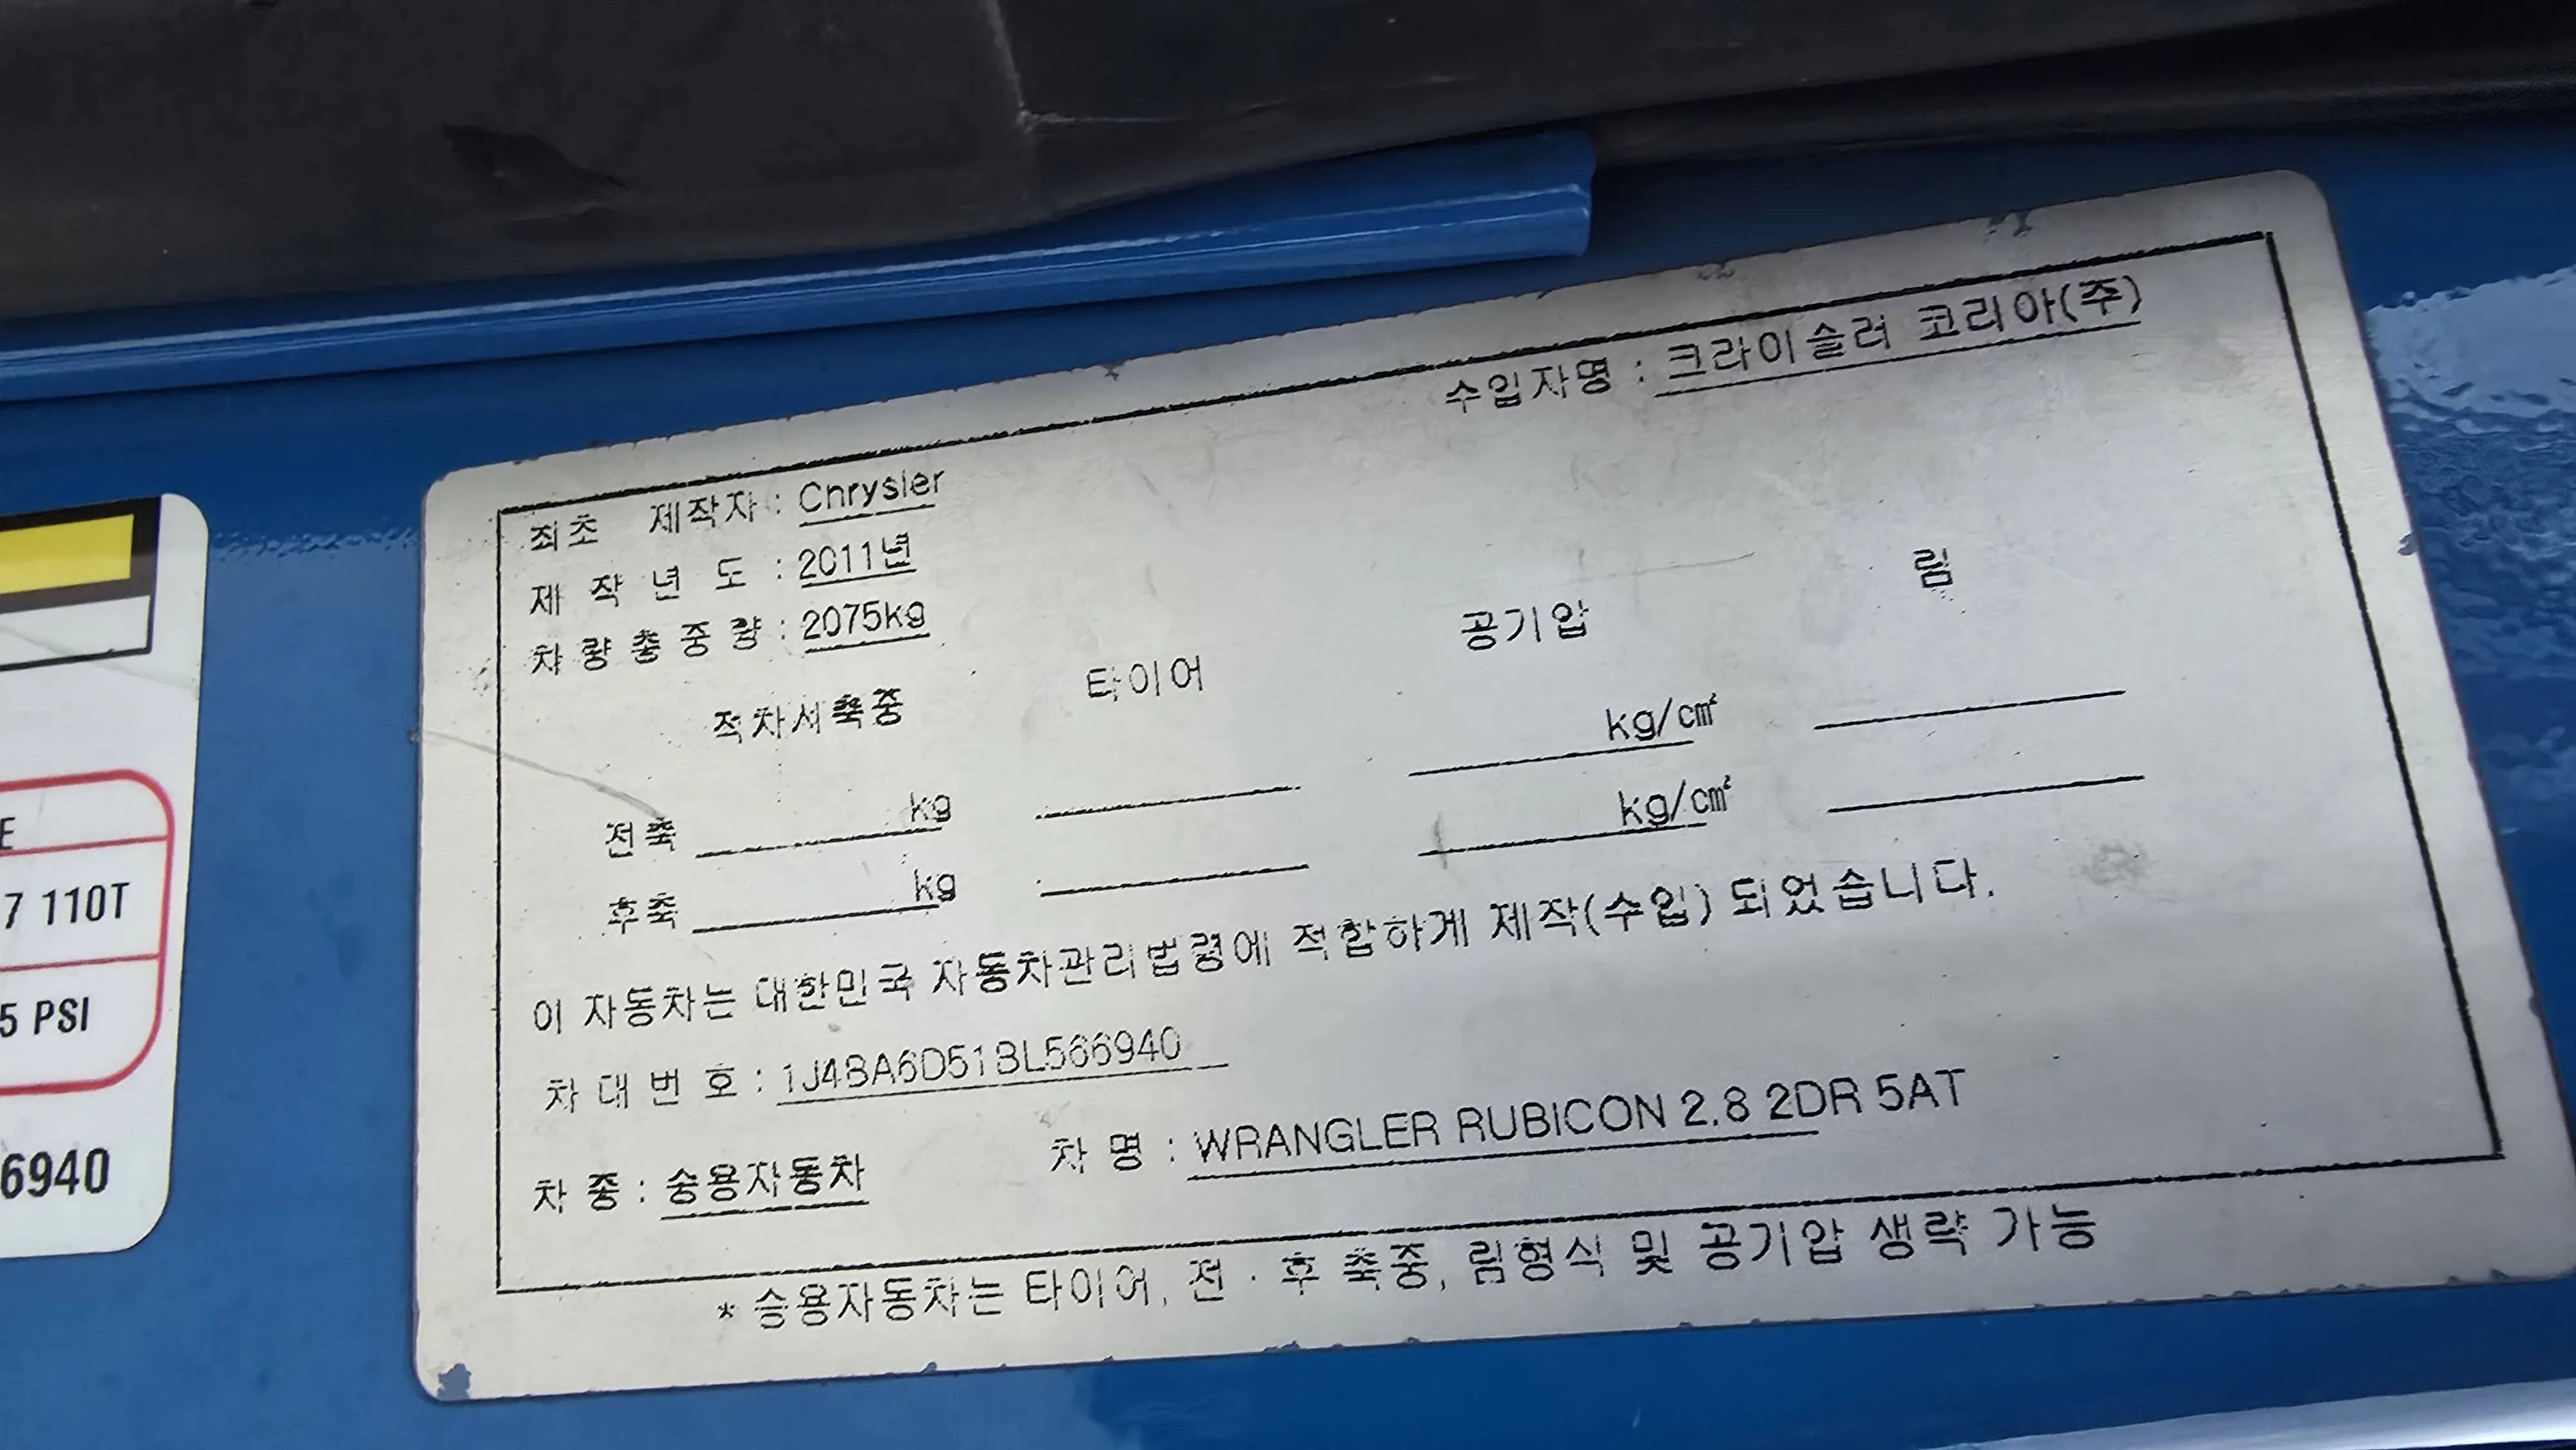 수입자명 : 크라이슬러 코리아(주)
최초 제작자 : Chrysler
제 작 년 도 : 2011년
차 량 총 중 량 : 2075kg
적차시축중 타이어 공기압 림
전축 kg kg/㎠
후축 kg kg/㎠
이 자동차는 대한민국 자동차관리법령에 적합하게 제작(수입) 되었습니다.
차 대 번 호 : 1J4BA6D51BL566940
차 종 : 승용자동차 차 명 : WRANGLER RUBICON 2.8 2DR 5AT
* 승용자동차는 타이어, 전 · 후 축중, 림형식 및 공기압 생략 가능
E
7 110T
5 PSI
6940